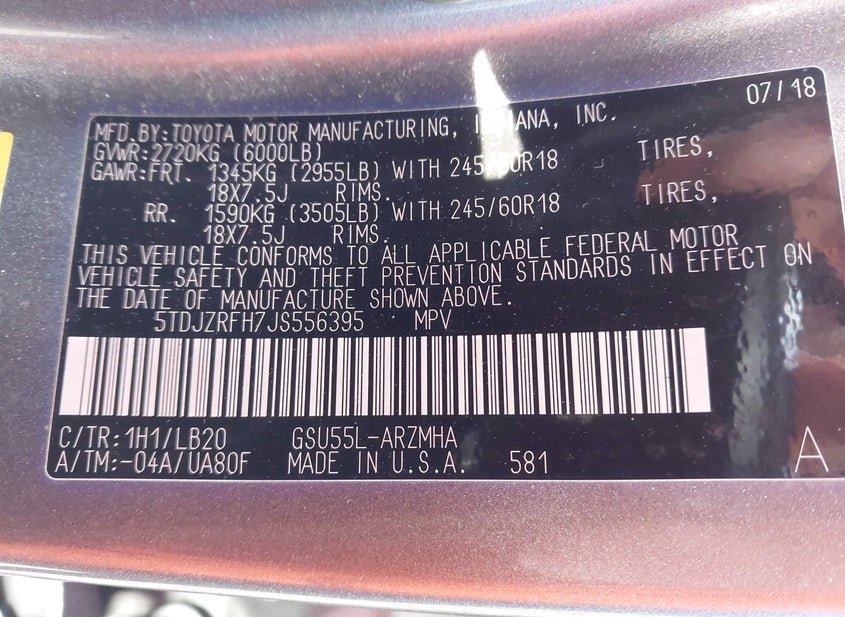 07/18
MFD.BY:TOYOTA MOTOR MANUFACTURING, INDIANA, INC.
GVWR:2720KG (6000LB)
GAWR:FRT. 1345KG (2955LB) WITH 245/60R18 TIRES,
18X7.5J RIMS.
RR. 1590KG (3505LB) WITH 245/60R18 TIRES,
18X7.5J RIMS.
THIS VEHICLE CONFORMS TO ALL APPLICABLE FEDERAL MOTOR
VEHICLE SAFETY AND THEFT PREVENTION STANDARDS IN EFFECT ON
THE DATE OF MANUFACTURE SHOWN ABOVE.
5TDJZRFH7JS556395 MPV
C/TR:1H1/LB20 GSU55L-ARZMHA
A/TM:-04A/UA80F MADE IN U.S.A. 581 A